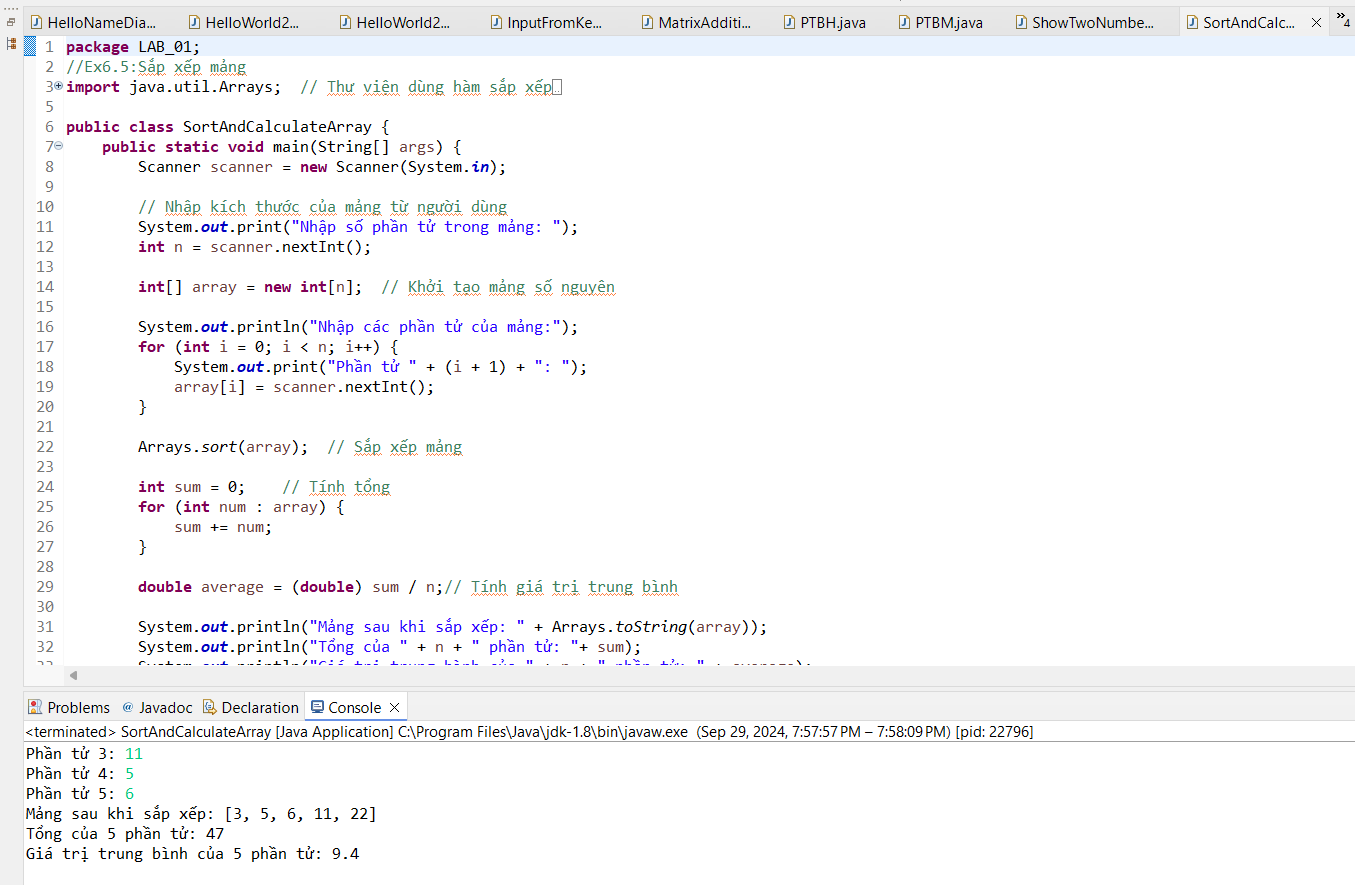 HelloNameDia... HelloWorld2... HelloWorld2... InputFromKe... MatrixAdditi... PTBH.java PTBM.java ShowTwoNumbe... SortAndCalc... »4
1 package LAB_01;
2 //Ex6.5:Sắp xếp mảng
3 import java.util.Arrays;  // Thư viên dùng hàm sắp xếp
5
6 public class SortAndCalculateArray {
7     public static void main(String[] args) {
8         Scanner scanner = new Scanner(System.in);
9
10         // Nhập kích thước của mảng từ người dùng
11         System.out.print("Nhập số phần tử trong mảng: ");
12         int n = scanner.nextInt();
13
14         int[] array = new int[n];  // Khởi tạo mảng số nguyên
15
16         System.out.println("Nhập các phần tử của mảng:");
17         for (int i = 0; i < n; i++) {
18             System.out.print("Phần tử " + (i + 1) + ": ");
19             array[i] = scanner.nextInt();
20         }
21
22         Arrays.sort(array);  // Sắp xếp mảng
23
24         int sum = 0;    // Tính tổng
25         for (int num : array) {
26             sum += num;
27         }
28
29         double average = (double) sum / n;// Tính giá trị trung bình
30
31         System.out.println("Mảng sau khi sắp xếp: " + Arrays.toString(array));
32         System.out.println("Tổng của " + n + " phần tử: "+ sum);
33         System.out.println("Giá trị trung bình của " + n + " phần tử: " + average);
Problems Javadoc Declaration Console
<terminated> SortAndCalculateArray [Java Application] C:\Program Files\Java\jdk-1.8\bin\javaw.exe  (Sep 29, 2024, 7:57:57 PM – 7:58:09 PM) [pid: 22796]
Phần tử 3: 11
Phần tử 4: 5
Phần tử 5: 6
Mảng sau khi sắp xếp: [3, 5, 6, 11, 22]
Tổng của 5 phần tử: 47
Giá trị trung bình của 5 phần tử: 9.4